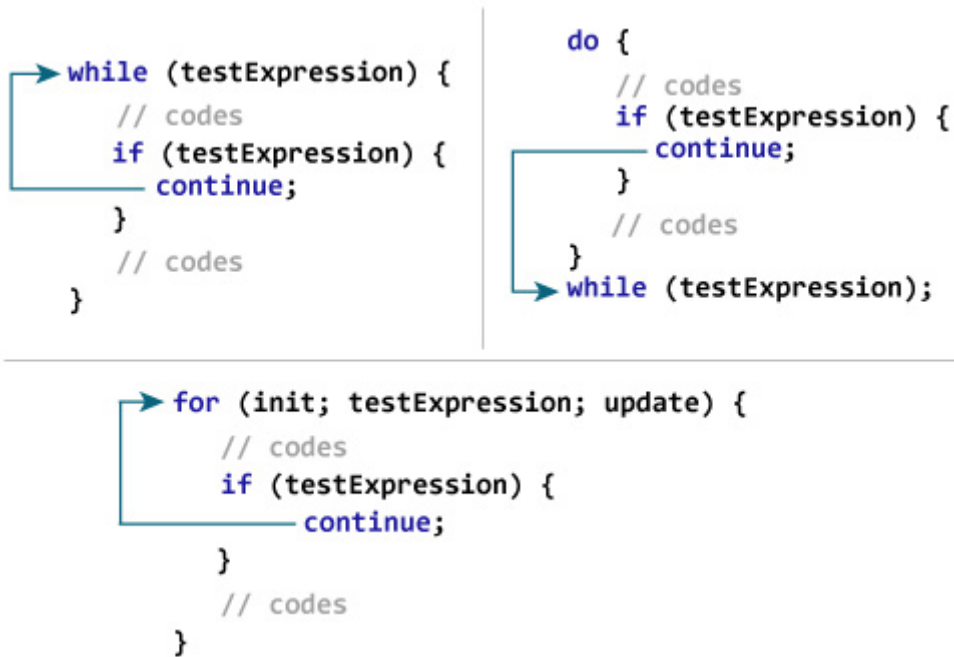 while (testExpression) {
// codes
if (testExpression) {
continue;
}
// codes
}
do {
// codes
if (testExpression) {
continue;
}
// codes
}
while (testExpression);
for (init; testExpression; update) {
// codes
if (testExpression) {
continue;
}
// codes
}